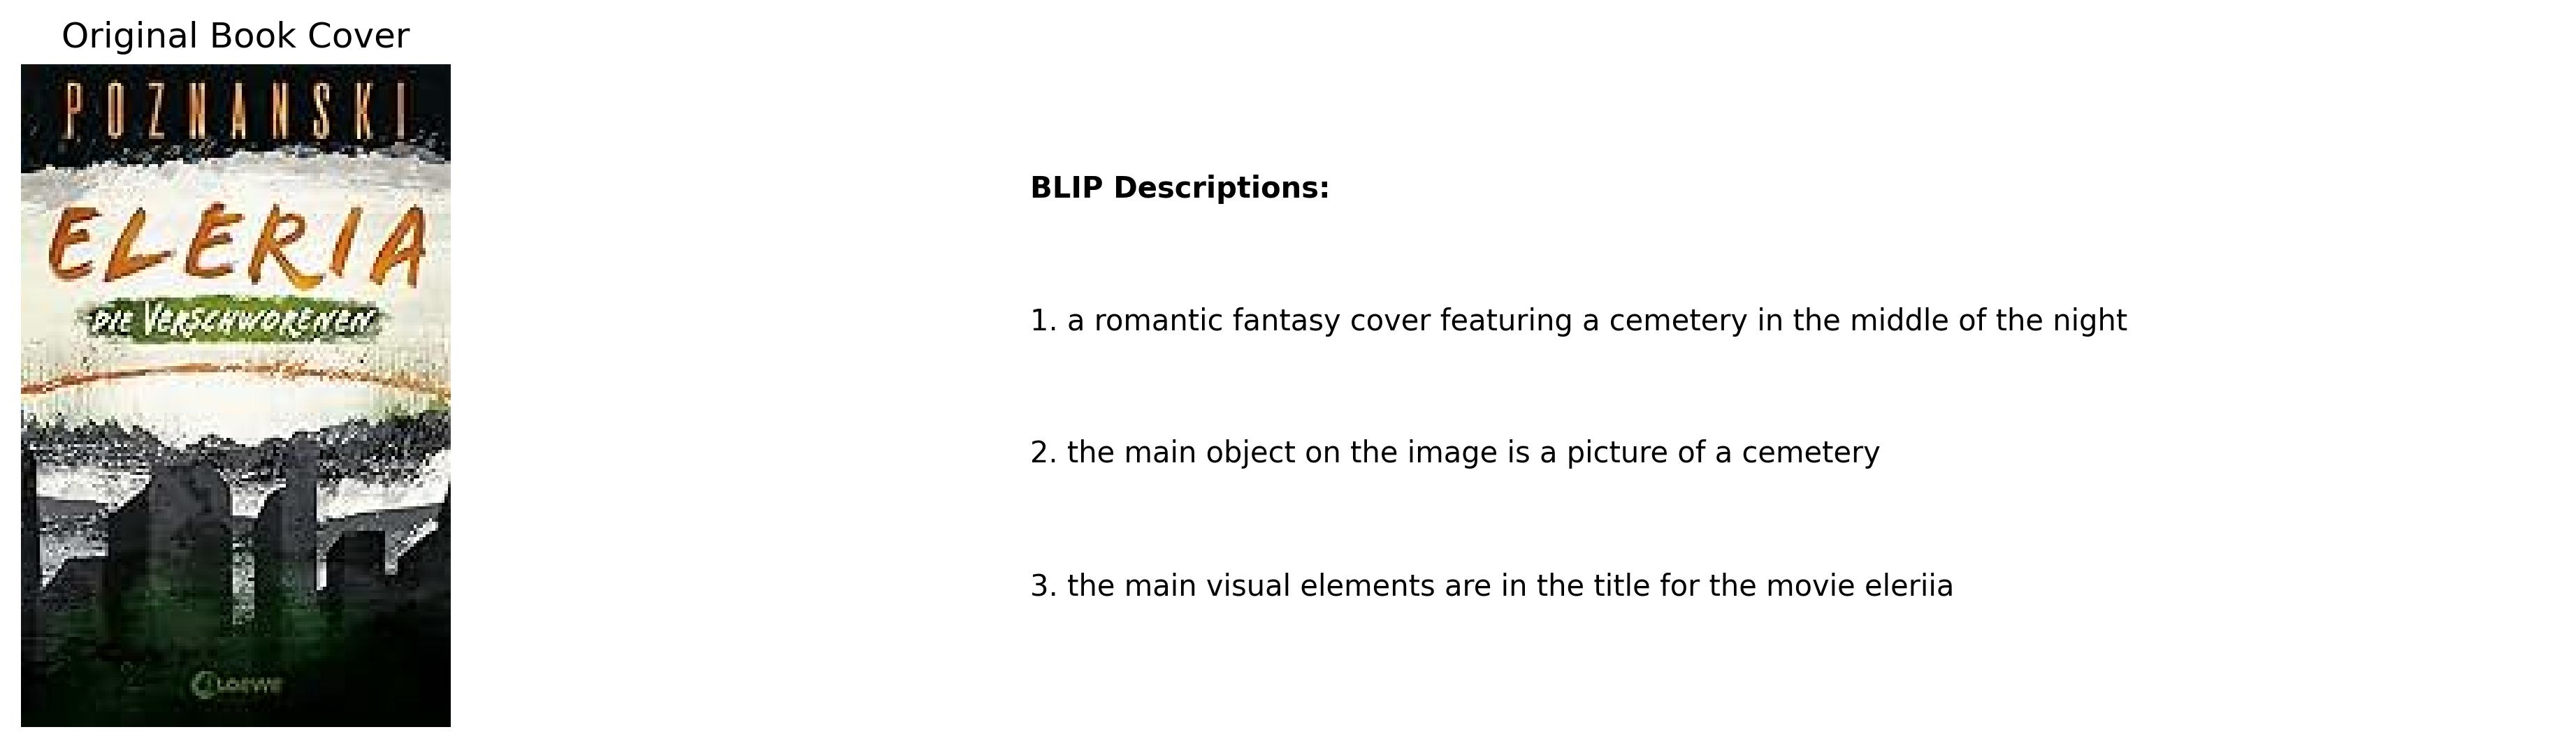 Original Book Cover
POZNANSKI
ELERIA
DIE VERSCHWORENEN
Loewe
BLIP Descriptions:
1. a romantic fantasy cover featuring a cemetery in the middle of the night
2. the main object on the image is a picture of a cemetery
3. the main visual elements are in the title for the movie eleriia